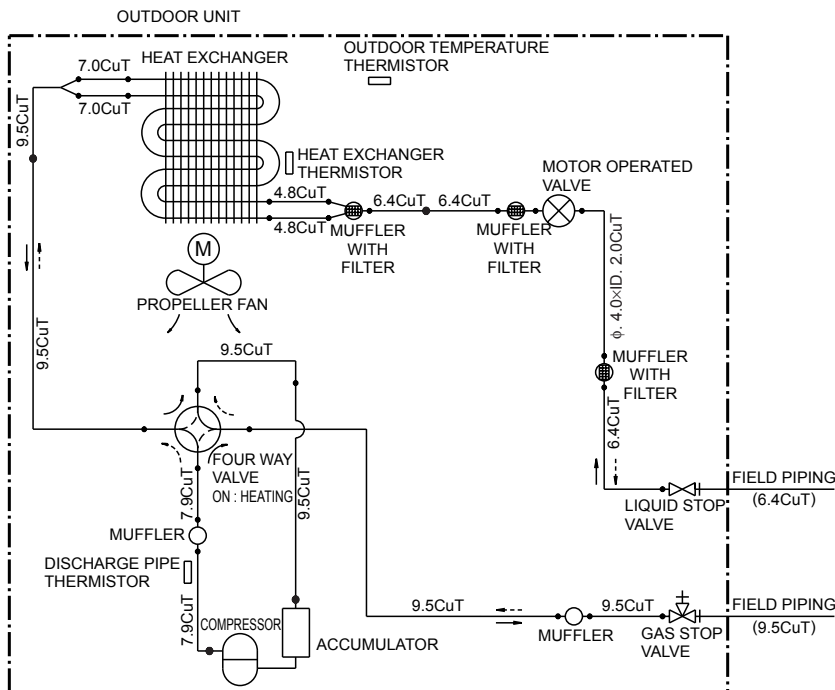 OUTDOOR UNIT
7.0CuT
HEAT EXCHANGER
OUTDOOR TEMPERATURE
THERMISTOR
7.0CuT
9.5CuT
HEAT EXCHANGER
THERMISTOR
MOTOR OPERATED
VALVE
4.8CuT
6.4CuT
6.4CuT
4.8CuT
MUFFLER
WITH
FILTER
MUFFLER
WITH
FILTER
M
PROPELLER FAN
φ. 4.0×ID. 2.0CuT
9.5CuT
9.5CuT
MUFFLER
WITH
FILTER
6.4CuT
FOUR WAY
VALVE
ON : HEATING
7.9CuT
9.5CuT
FIELD PIPING
(6.4CuT)
LIQUID STOP
VALVE
MUFFLER
DISCHARGE PIPE
THERMISTOR
7.9CuT
COMPRESSOR
ACCUMULATOR
9.5CuT
9.5CuT
FIELD PIPING
(9.5CuT)
MUFFLER
GAS STOP
VALVE